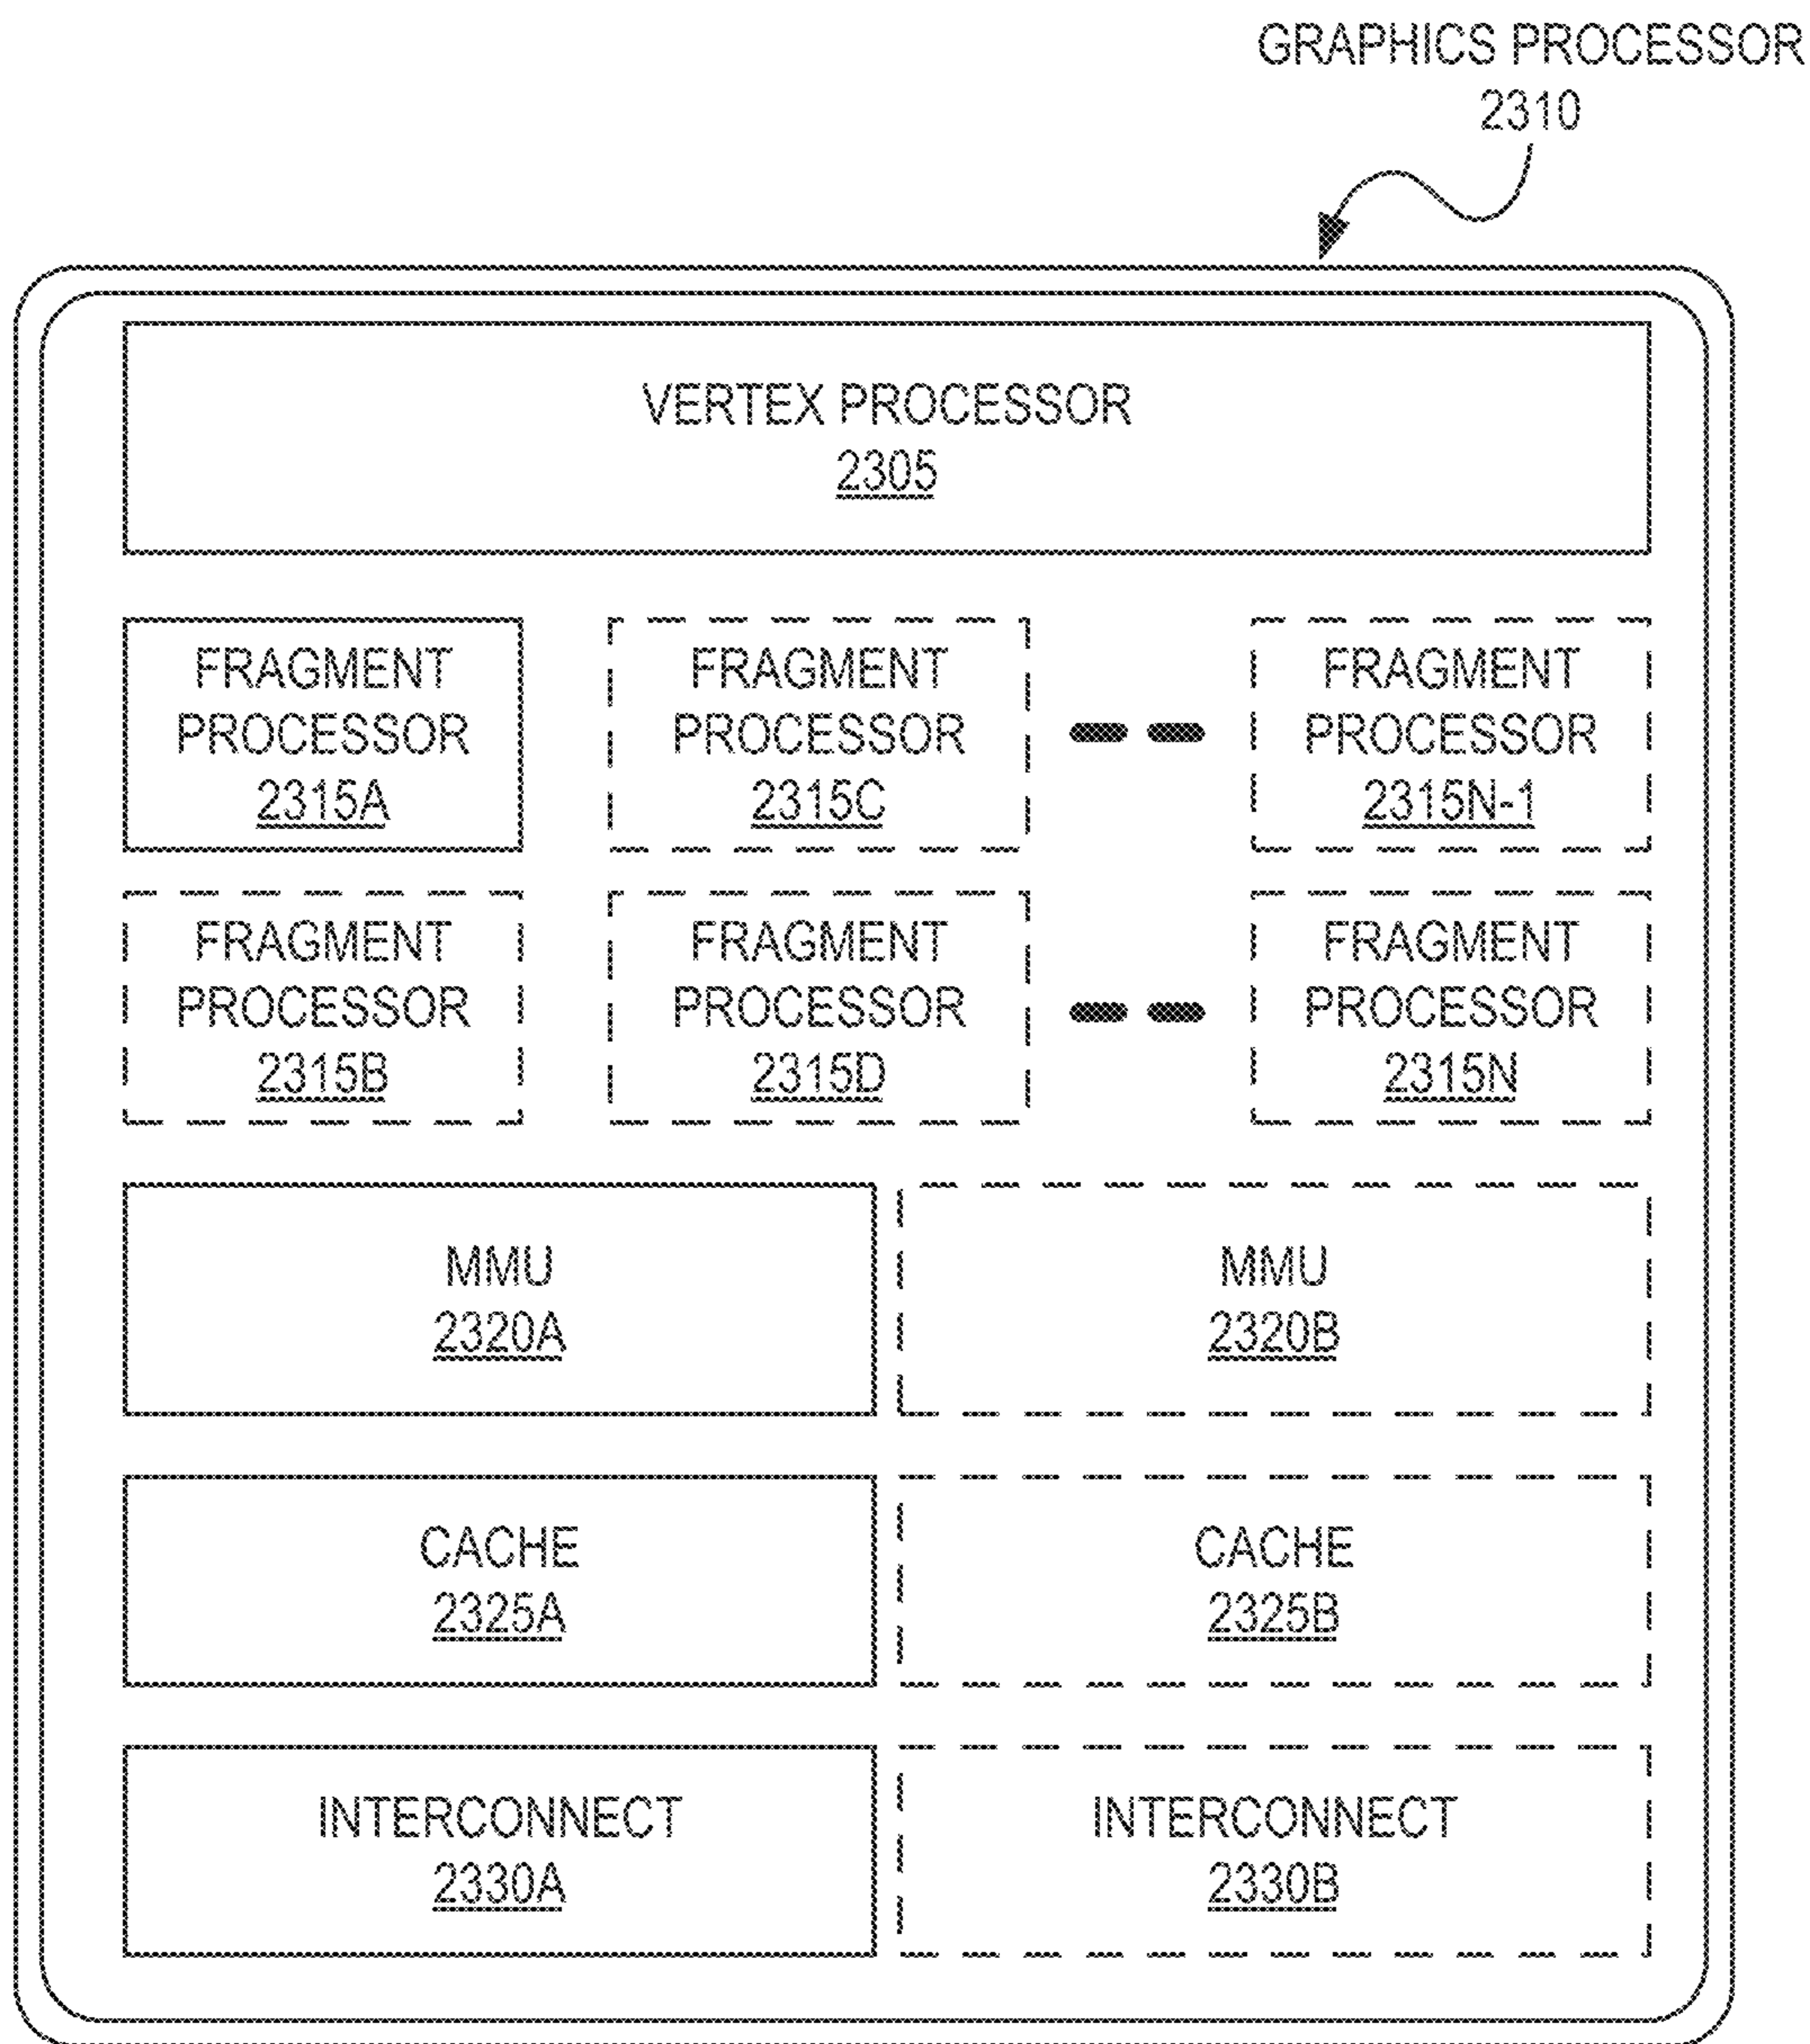 GRAPHICS PROCESSOR
2310
VERTEX PROCESSOR
2305
FRAGMENT
PROCESSOR
2315A
FRAGMENT
PROCESSOR
2315C
FRAGMENT
PROCESSOR
2315N-1
FRAGMENT
PROCESSOR
2315B
FRAGMENT
PROCESSOR
2315D
FRAGMENT
PROCESSOR
2315N
MMU
2320A
MMU
2320B
CACHE
2325A
CACHE
2325B
INTERCONNECT
2330A
INTERCONNECT
2330B